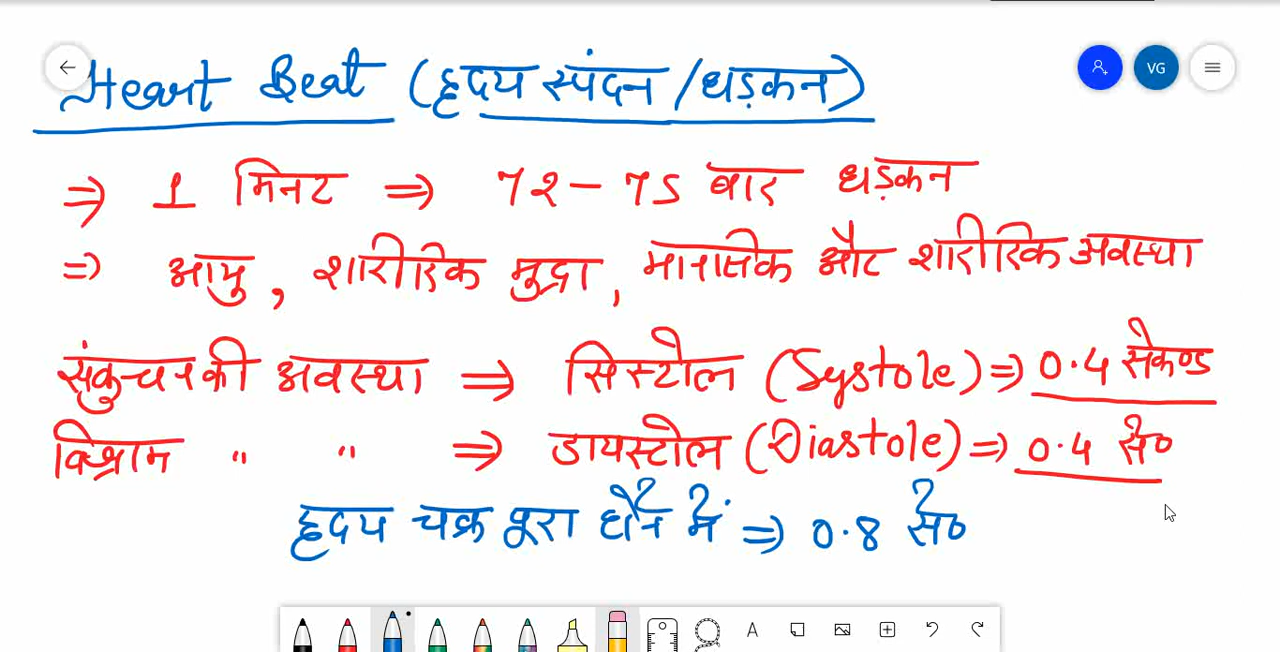 Heart Beat (हृदय स्पंदन/धड़कन)
VG
⇒ 1 मिनट ⇒ 72-75 बार धड़कन
⇒ आयु, शारीरिक मुद्रा, मानसिक और शारीरिक अवस्था
संकुचन की अवस्था ⇒ सिस्टोल (Systole) ⇒ 0.4 सेकण्ड
विश्राम " " ⇒ डायस्टोल (Diastole) ⇒ 0.4 से०
हृदय चक्र पूरा होने में ⇒ 0.8 से०
A